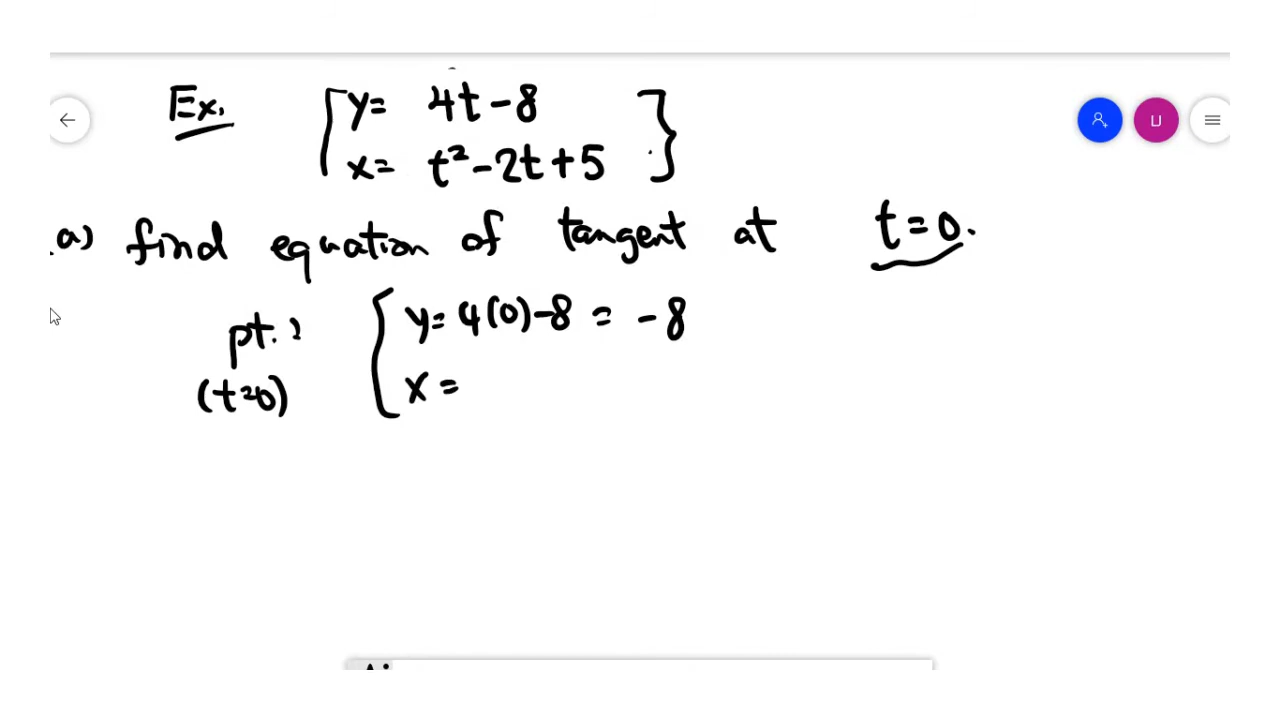 Ex. y= 4t-8
x= t²-2t+5
a) find equation of tangent at t=0.
pt.: y=4(0)-8 = -8
(t=0) x =
U